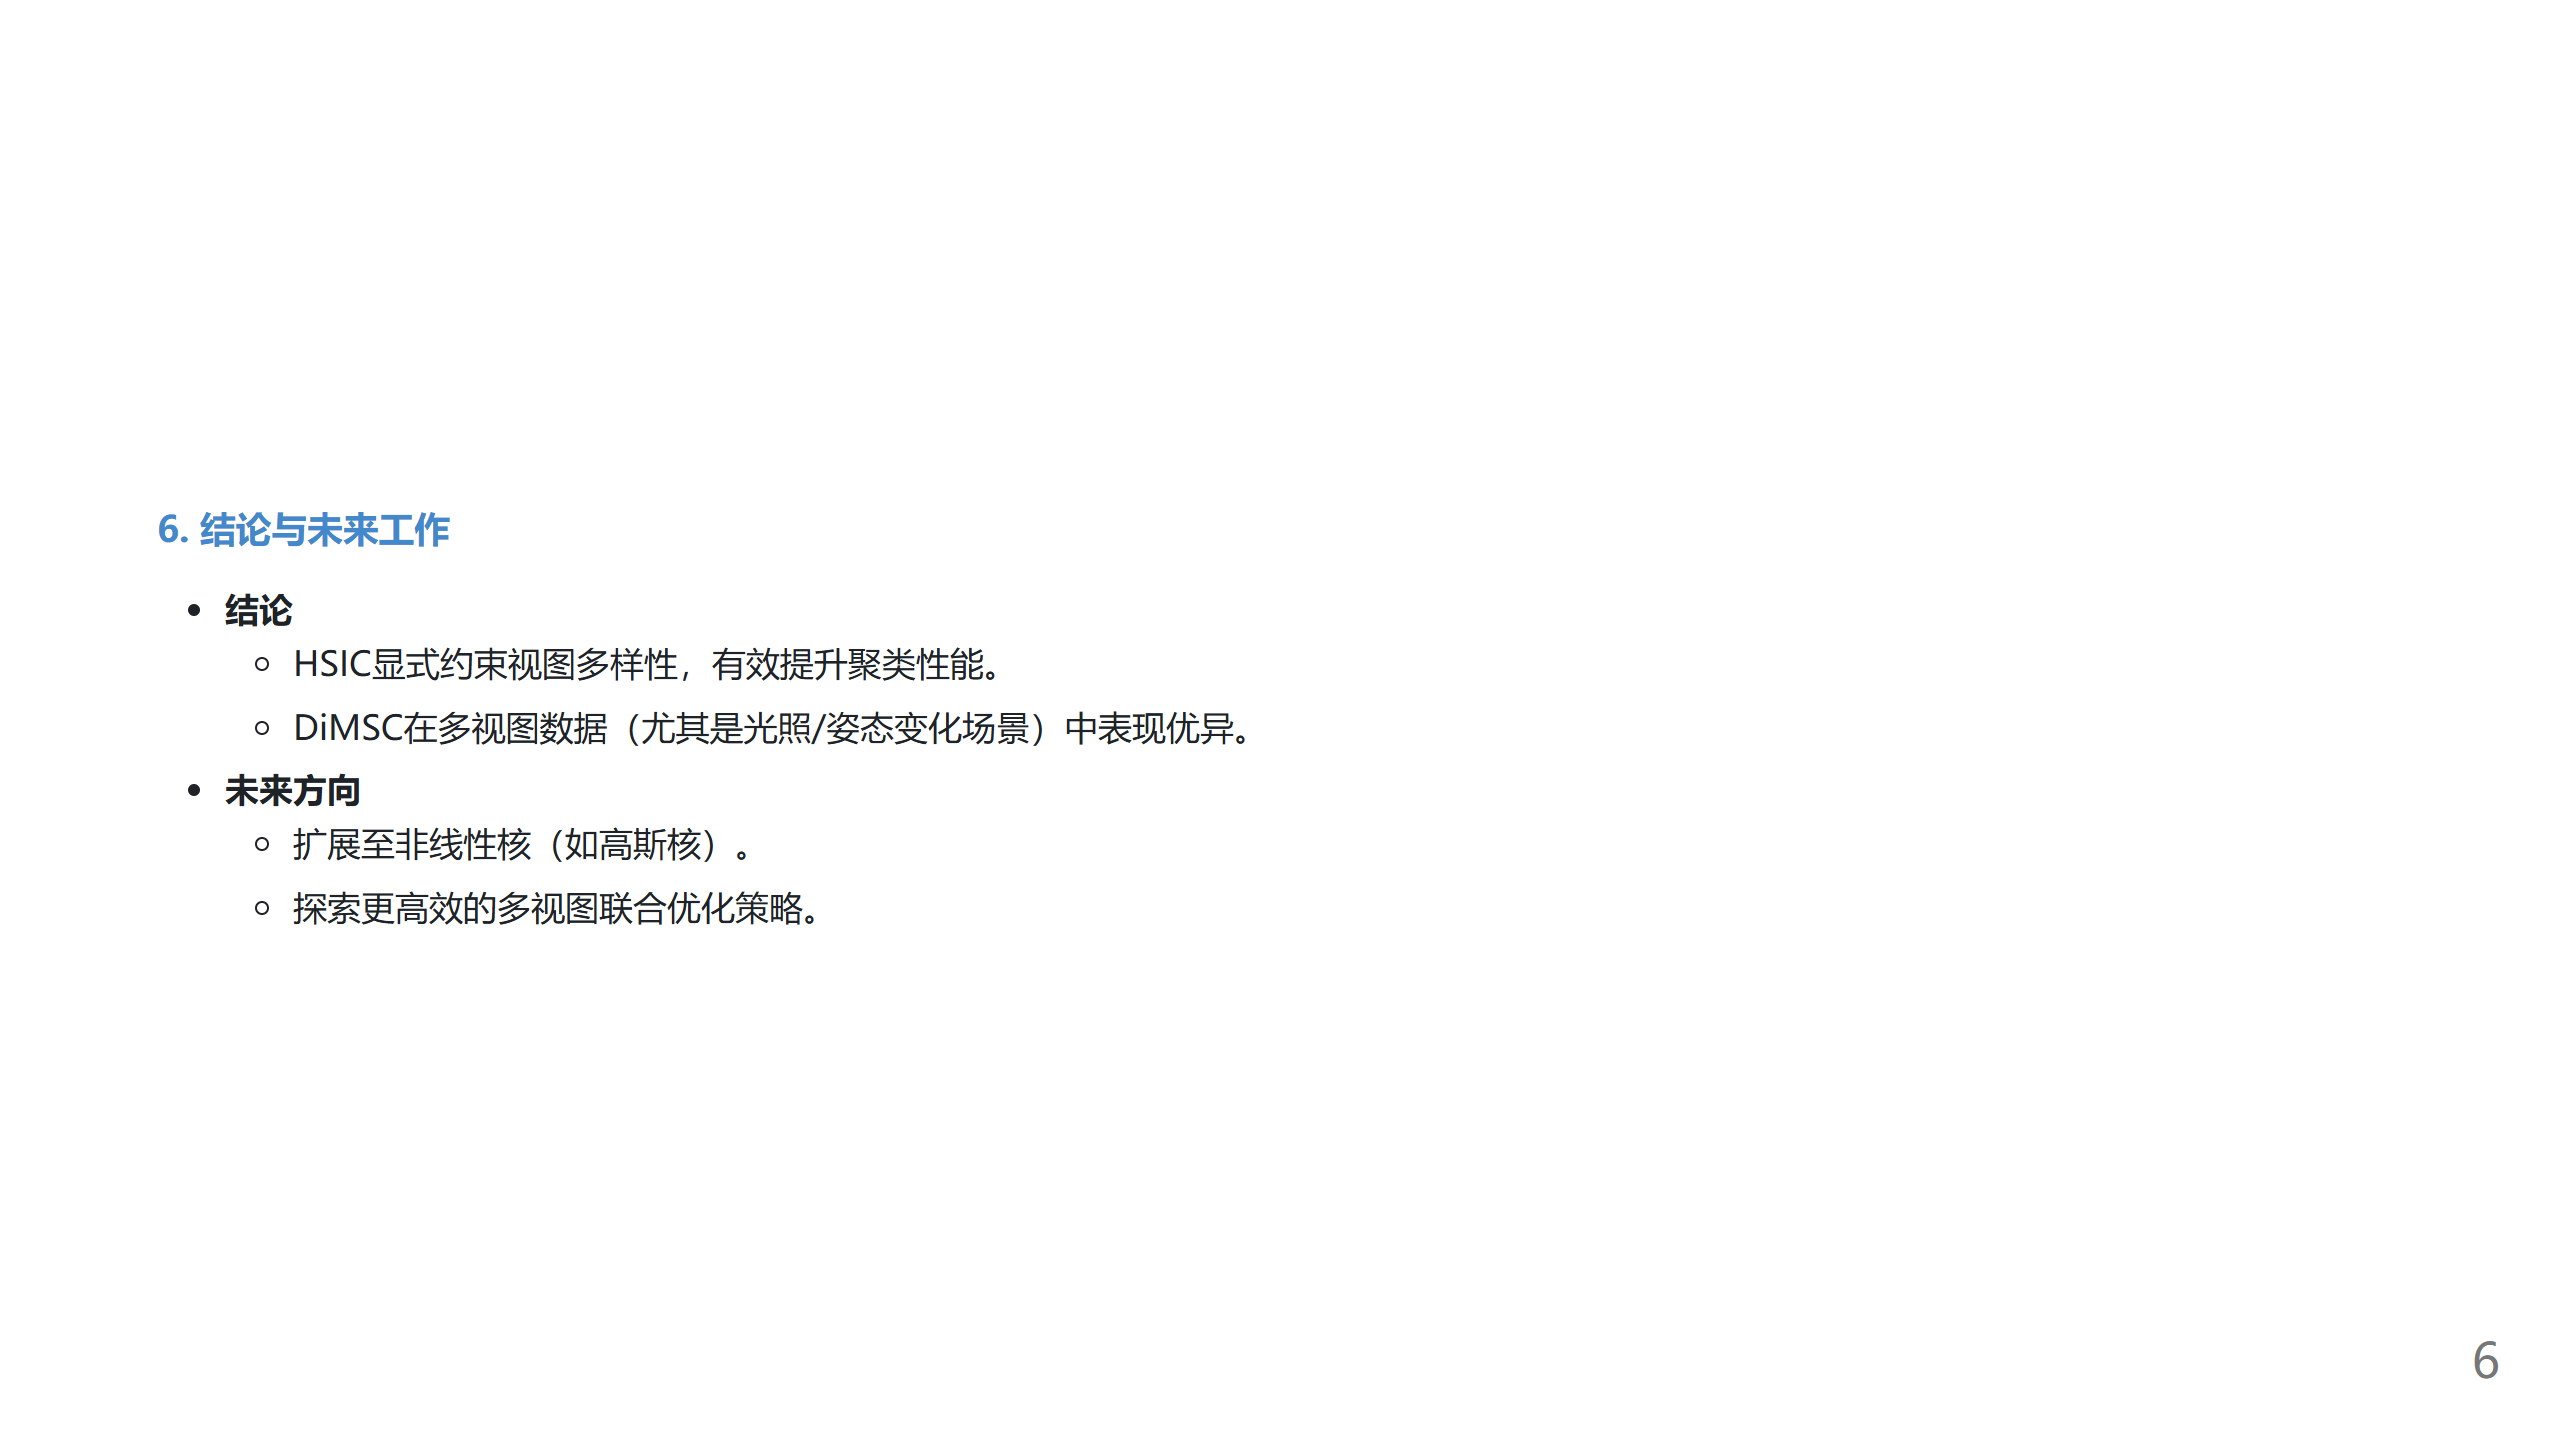 6. 结论与未来工作
结论
HSIC显式约束视图多样性，有效提升聚类性能。
DiMSC在多视图数据（尤其是光照/姿态变化场景）中表现优异。
未来方向
扩展至非线性核（如高斯核）。
探索更高效的多视图联合优化策略。
6